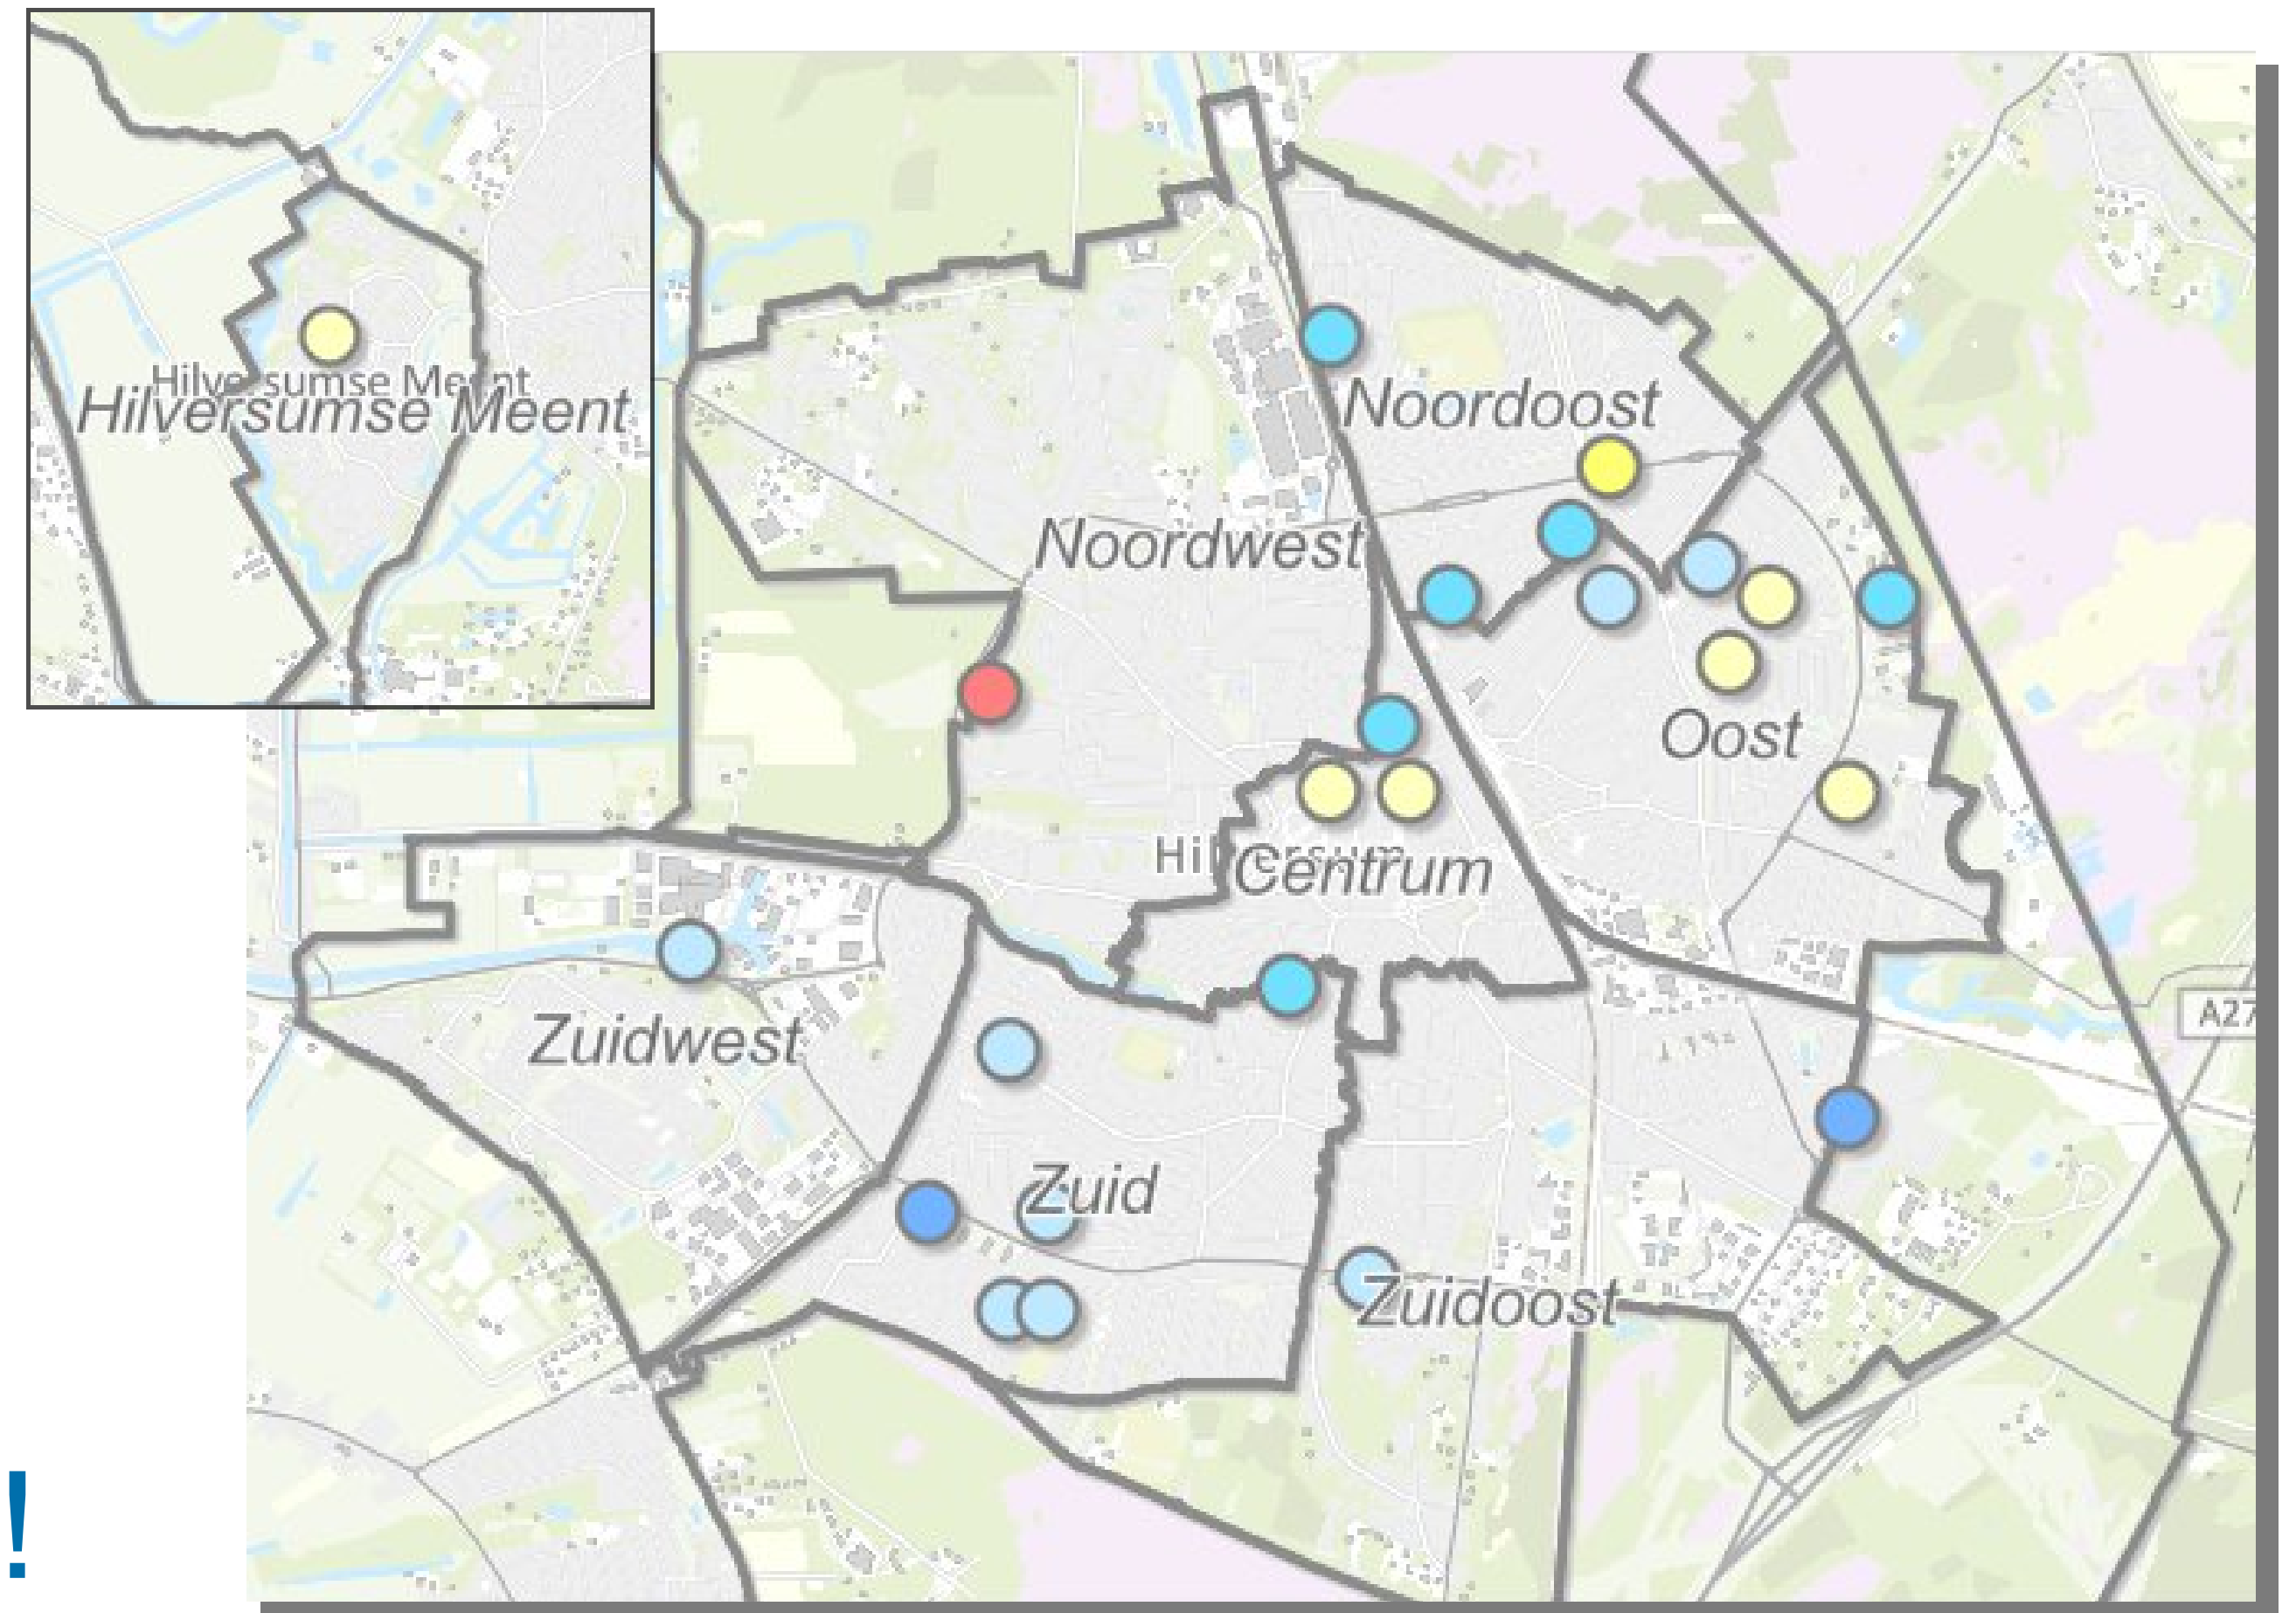 Hilversumse Meent
Hilversumse Meent
Noordoost
Noordwest
Oost
Centrum
A27
Zuidwest
Zuid
Zuidoost
!